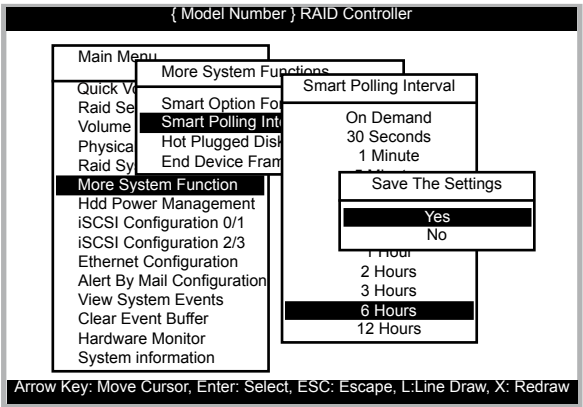 { Model Number } RAID Controller
Main Menu
Quick
Raid
Volume
Physica
Raid
More System Function
Hdd Power Management
iSCSI Configuration 0/1
iSCSI Configuration 2/3
Ethernet Configuration
Alert By Mail Configuration
View System Events
Clear Event Buffer
Hardware Monitor
System information
More System Functions
Smart Option For
Smart Polling Int
Hot Plugged Disk
End Device Fram
Smart Polling Interval
On Demand
30 Seconds
1 Minute
1 Hour
2 Hours
3 Hours
6 Hours
12 Hours
Save The Settings
Yes
No
Arrow Key: Move Cursor, Enter: Select, ESC: Escape, L:Line Draw, X: Redraw